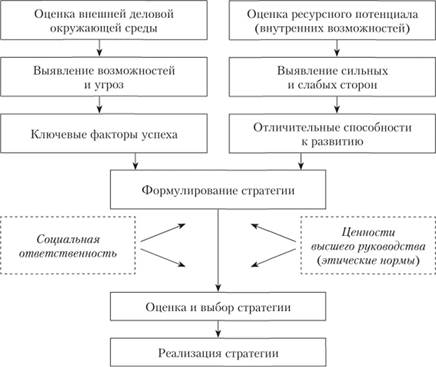 Оценка внешней деловой
окружающей среды
Оценка ресурсного потенциала
(внутренних возможностей)
Выявление возможностей
и угроз
Выявление сильных
и слабых сторон
Ключевые факторы успеха
Отличительные способности
к развитию
Формулирование стратегии
Социальная
ответственность
Ценности
высшего руководства
(этические нормы)
Оценка и выбор стратегии
Реализация стратегии